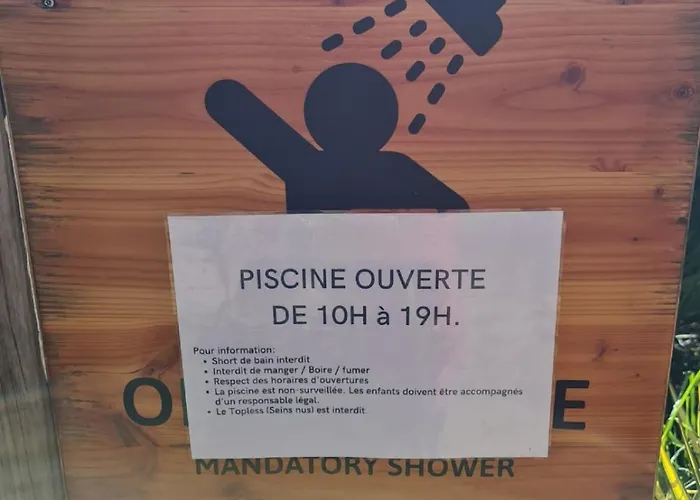 PISCINE OUVERTE
DE 10H à 19H.
Pour information:
• Short de bain interdit
• Interdit de manger / Boire / fumer
• Respect des horaires d'ouvertures
• La piscine est non-surveillée. Les enfants doivent être accompagnés
d'un responsable légal.
• Le Topless (Seins nus) est interdit.
MANDATORY SHOWER